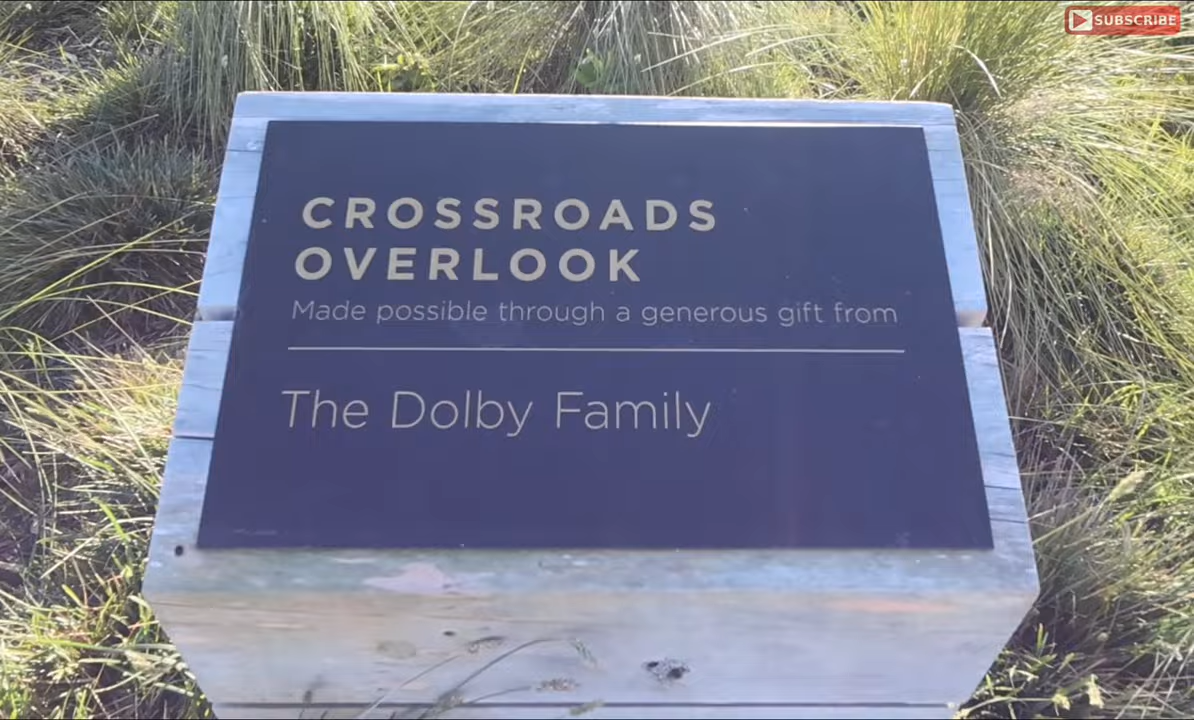 SUBSCRIBE
CROSSROADS
OVERLOOK
Made possible through a generous gift from
The Dolby Family